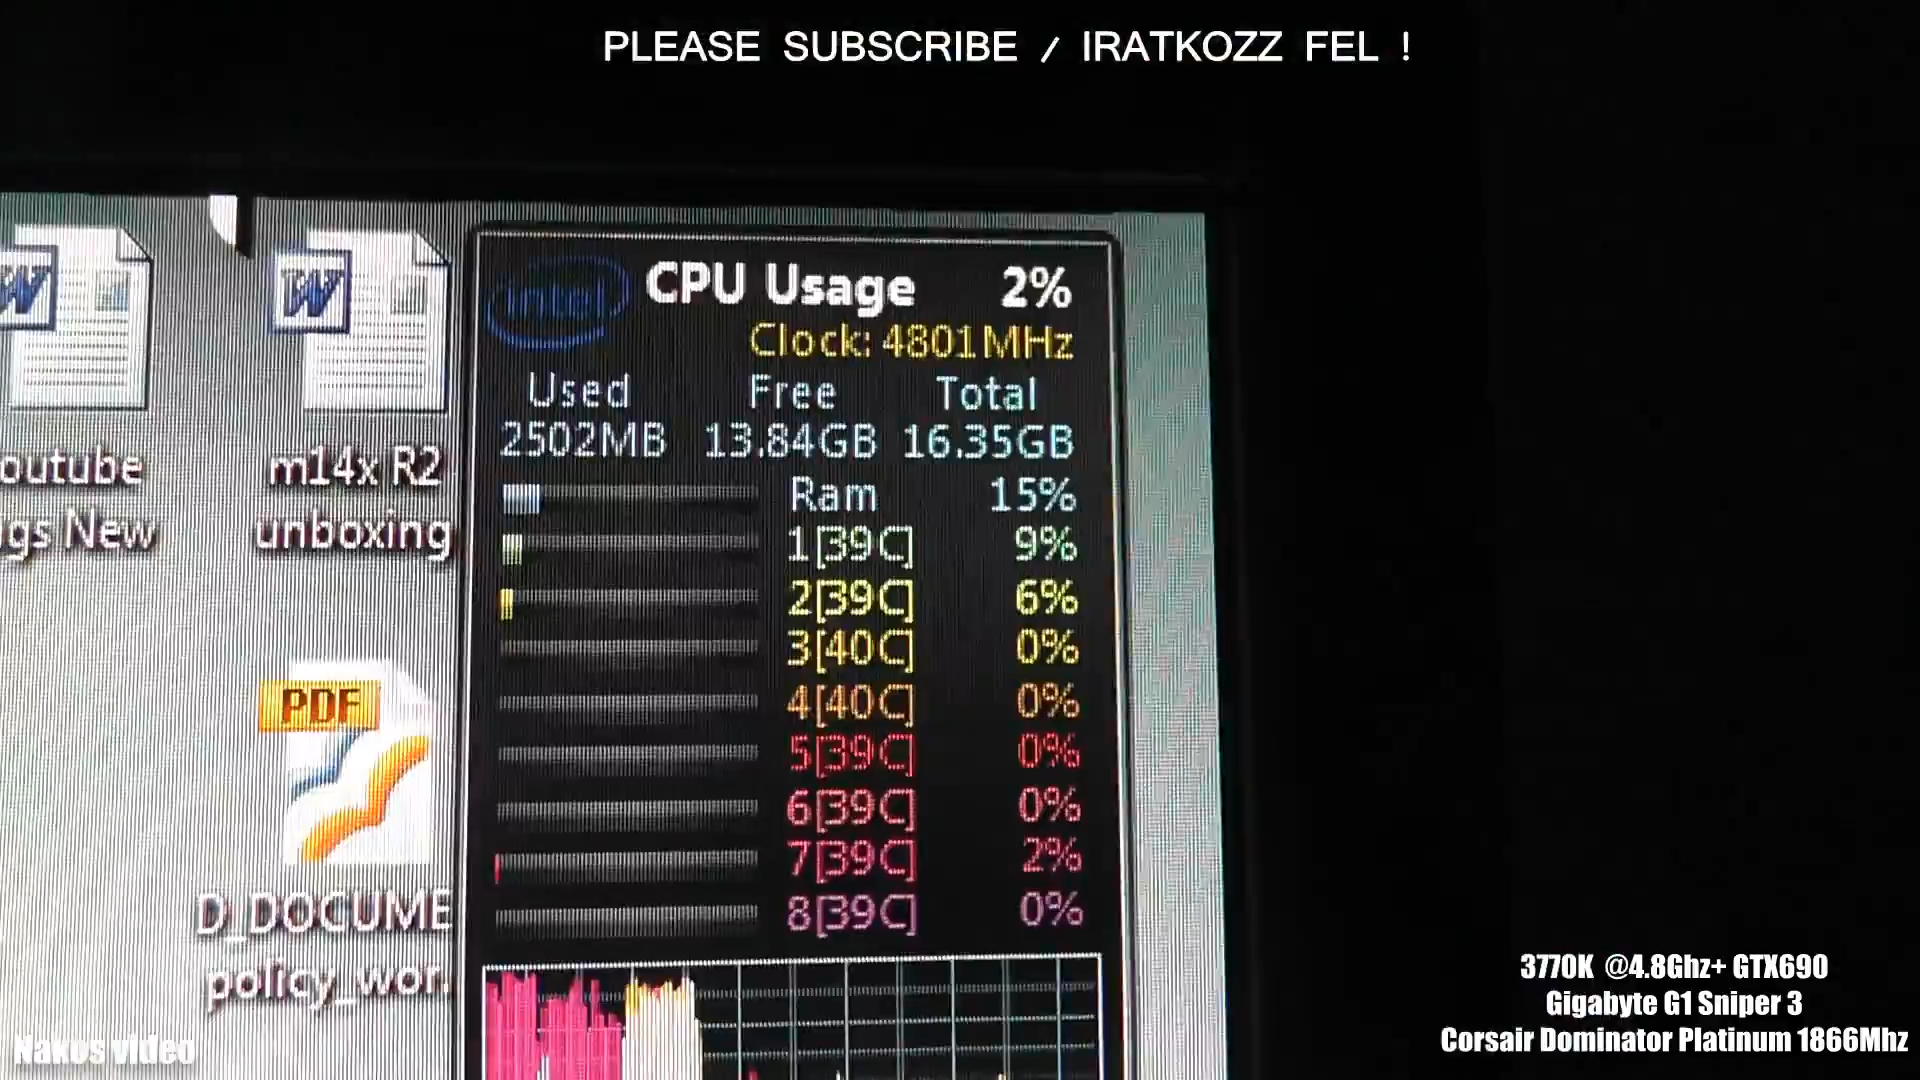 PLEASE SUBSCRIBE / IRATKOZZ FEL !
intel
CPU Usage 2%
Clock: 4801MHz
Used Free Total
2502MB 13.84GB 16.35GB
Ram 15%
1[39C] 9%
2[39C] 6%
3[40C] 0%
4[40C] 0%
5[39C] 0%
6[39C] 0%
7[39C] 2%
8[39C] 0%
W
outube
igs New
W
m14x R2
unboxing
PDF
D_DOCUME
policy_wor.
Nakos video
3770K @4.8Ghz+ GTX690
Gigabyte G1 Sniper 3
Corsair Dominator Platinum 1866Mhz